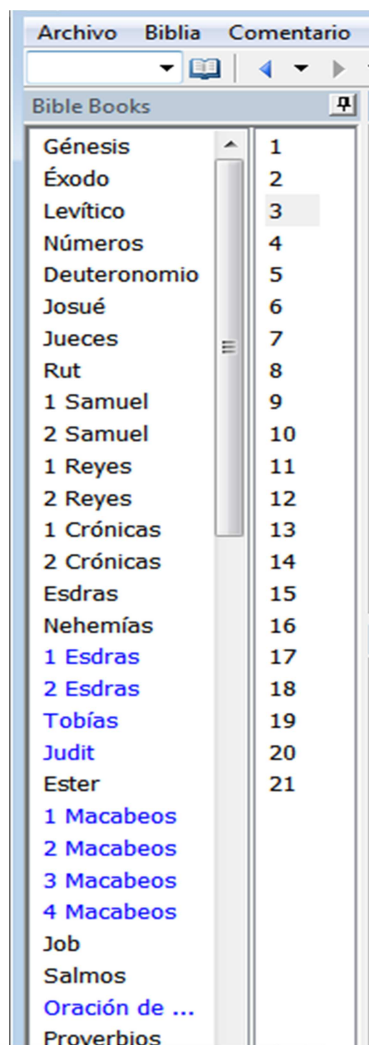 Archivo Biblia Comentario
Bible Books
Génesis
Éxodo
Levítico
Números
Deuteronomio
Josué
Jueces
Rut
1 Samuel
2 Samuel
1 Reyes
2 Reyes
1 Crónicas
2 Crónicas
Esdras
Nehemías
1 Esdras
2 Esdras
Tobías
Judit
Ester
1 Macabeos
2 Macabeos
3 Macabeos
4 Macabeos
Job
Salmos
Oración de ...
Proverbios
1
2
3
4
5
6
7
8
9
10
11
12
13
14
15
16
17
18
19
20
21